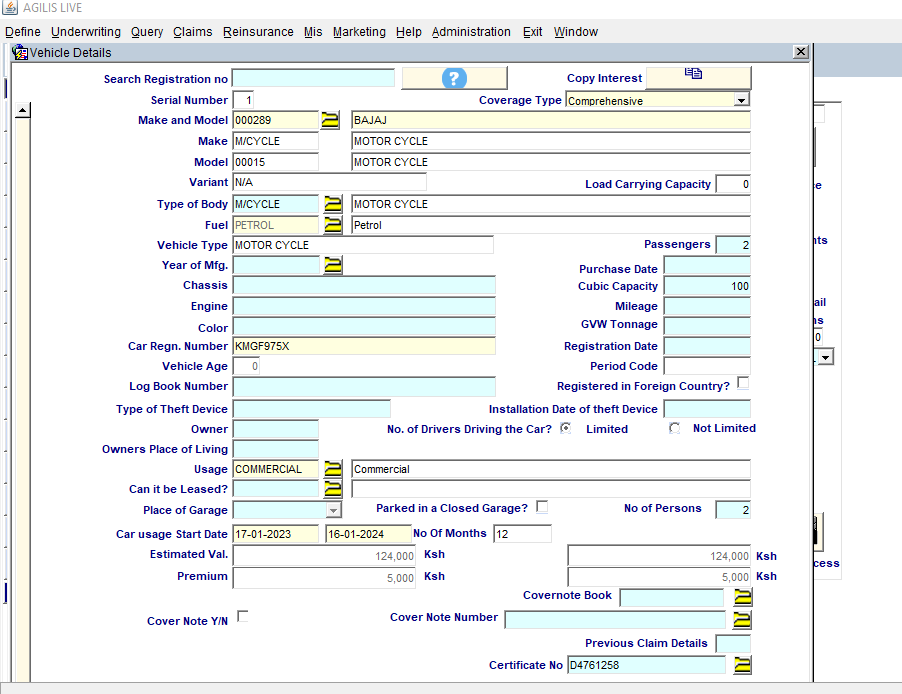 AGILIS LIVE
Define Underwriting Query Claims Reinsurance Mis Marketing Help Administration Exit Window
Vehicle Details
Search Registration no ? Copy Interest
Serial Number 1 Coverage Type Comprehensive
Make and Model 000289 BAJAJ
Make M/CYCLE MOTOR CYCLE
Model 00015 MOTOR CYCLE
Variant N/A Load Carrying Capacity 0
Type of Body M/CYCLE MOTOR CYCLE
Fuel PETROL Petrol
Vehicle Type MOTOR CYCLE Passengers 2
Year of Mfg. Purchase Date
Chassis Cubic Capacity 100
Engine Mileage
Color GVW Tonnage
Car Regn. Number KMGF975X Registration Date
Vehicle Age 0 Period Code
Log Book Number Registered in Foreign Country?
Type of Theft Device Installation Date of theft Device
Owner No. of Drivers Driving the Car? Limited Not Limited
Owners Place of Living
Usage COMMERCIAL Commercial
Can it be Leased?
Place of Garage Parked in a Closed Garage? No of Persons 2
Car usage Start Date 17-01-2023 16-01-2024 No Of Months 12
Estimated Val. 124,000 Ksh 124,000 Ksh
Premium 5,000 Ksh 5,000 Ksh
Covernote Book
Cover Note Y/N Cover Note Number
Previous Claim Details
Certificate No D4761258